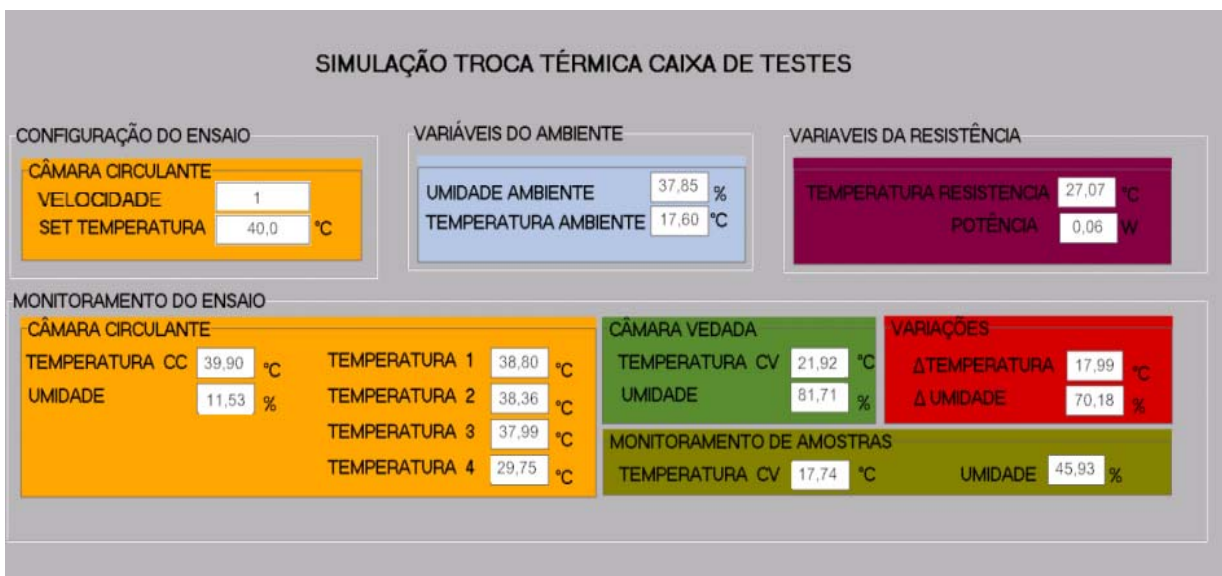 SIMULAÇÃO TROCA TÉRMICA CAIXA DE TESTES
CONFIGURAÇÃO DO ENSAIO
CÂMARA CIRCULANTE
VELOCIDADE 1
SET TEMPERATURA 40,0 °C
VARIÁVEIS DO AMBIENTE
UMIDADE AMBIENTE 37,85 %
TEMPERATURA AMBIENTE 17,60 °C
VARIAVEIS DA RESISTÊNCIA
TEMPERATURA RESISTENCIA 27,07 °C
POTÊNCIA 0,06 W
MONITORAMENTO DO ENSAIO
CÂMARA CIRCULANTE
TEMPERATURA CC 39,90 °C
UMIDADE 11,53 %
TEMPERATURA 1 38,80 °C
TEMPERATURA 2 38,36 °C
TEMPERATURA 3 37,99 °C
TEMPERATURA 4 29,75 °C
CÂMARA VEDADA
TEMPERATURA CV 21,92 °C
UMIDADE 81,71 %
VARIAÇÕES
ΔTEMPERATURA 17,99 °C
Δ UMIDADE 70,18 %
MONITORAMENTO DE AMOSTRAS
TEMPERATURA CV 17,74 °C
UMIDADE 45,93 %